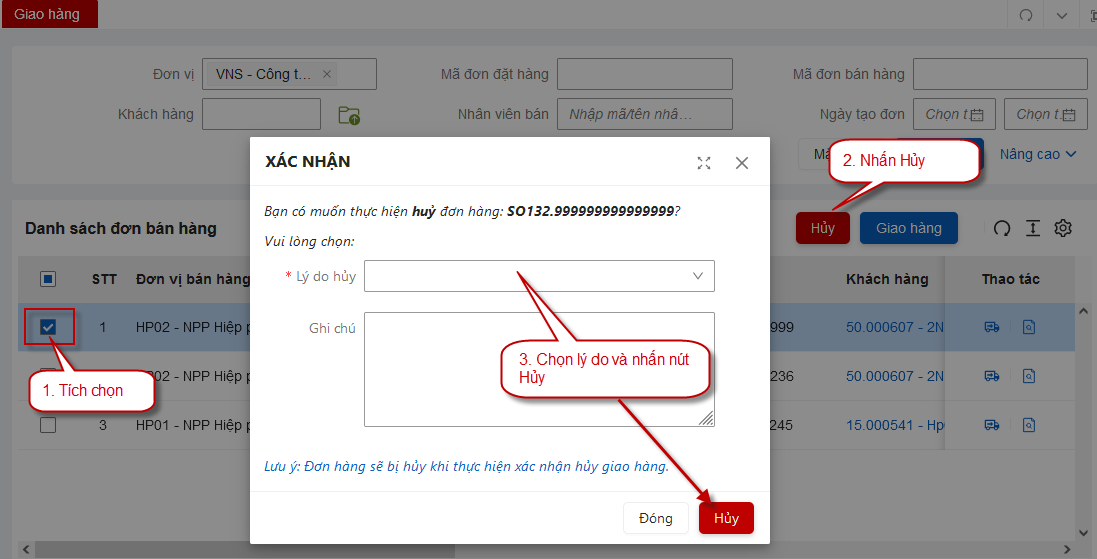 Giao hàng
Đơn vị VNS - Công t... × Mã đơn đặt hàng Mã đơn bán hàng
Khách hàng Nhân viên bán Nhập mã/tên nhâ... Ngày tạo đơn Chọn t. Chọn t.
Nâng cao
2. Nhấn Hủy
Danh sách đơn bán hàng Hủy Giao hàng
STT Đơn vị bán hàng Khách hàng Thao tác
1 HP02 - NPP Hiệp p 999 50.000607 - 2N
02 - NPP Hiệp p 236 50.000607 - 2N
3 HP01 - NPP Hiệp p 245 15.000541 - Hp
1. Tích chọn
XÁC NHẬN
Bạn có muốn thực hiện huỷ đơn hàng: SO132.999999999999999?
Vui lòng chọn:
* Lý do hủy
Ghi chú
3. Chọn lý do và nhấn nút
Hủy
Lưu ý: Đơn hàng sẽ bị hủy khi thực hiện xác nhận hủy giao hàng.
Đóng Hủy